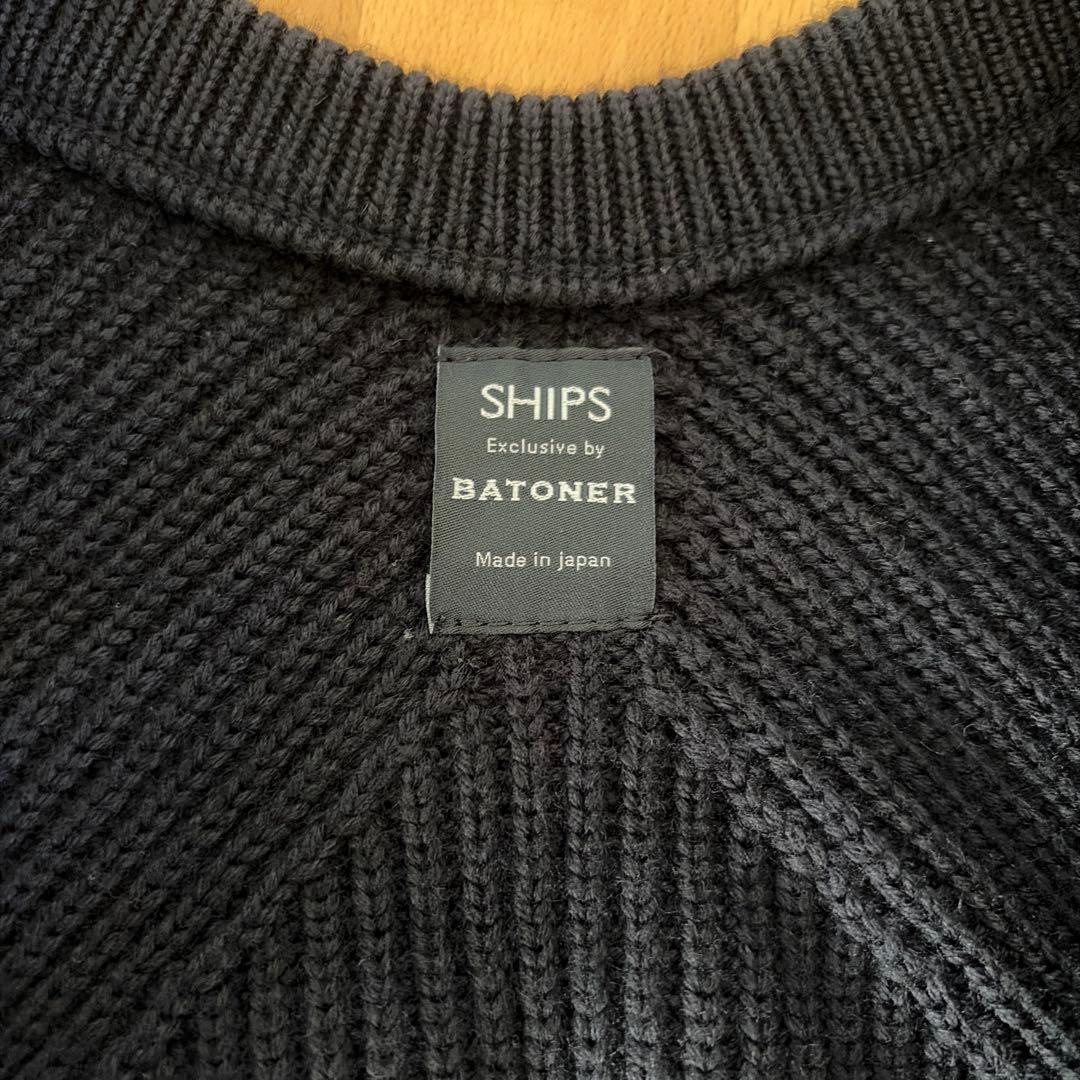 SHIPS
Exclusive by
BATONER
Made in japan